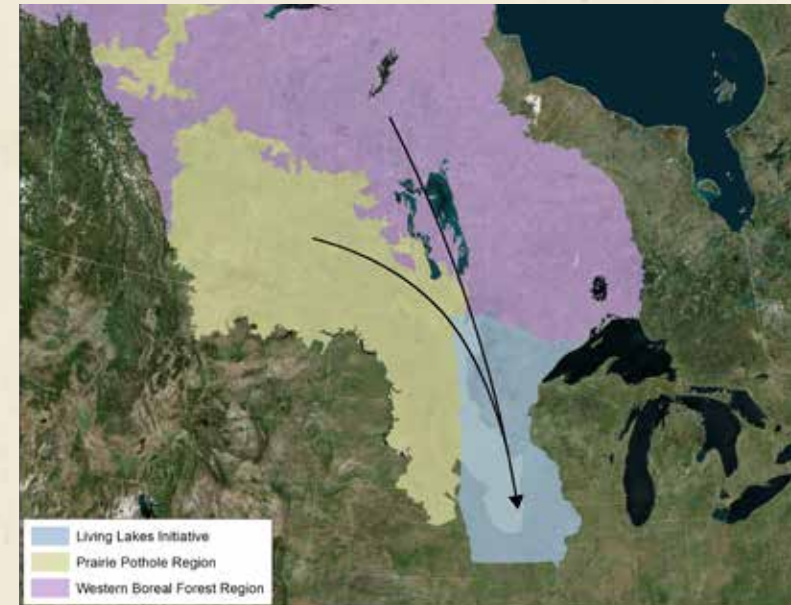 Living Lakes Initiative
Prairie Pothole Region
Western Boreal Forest Region